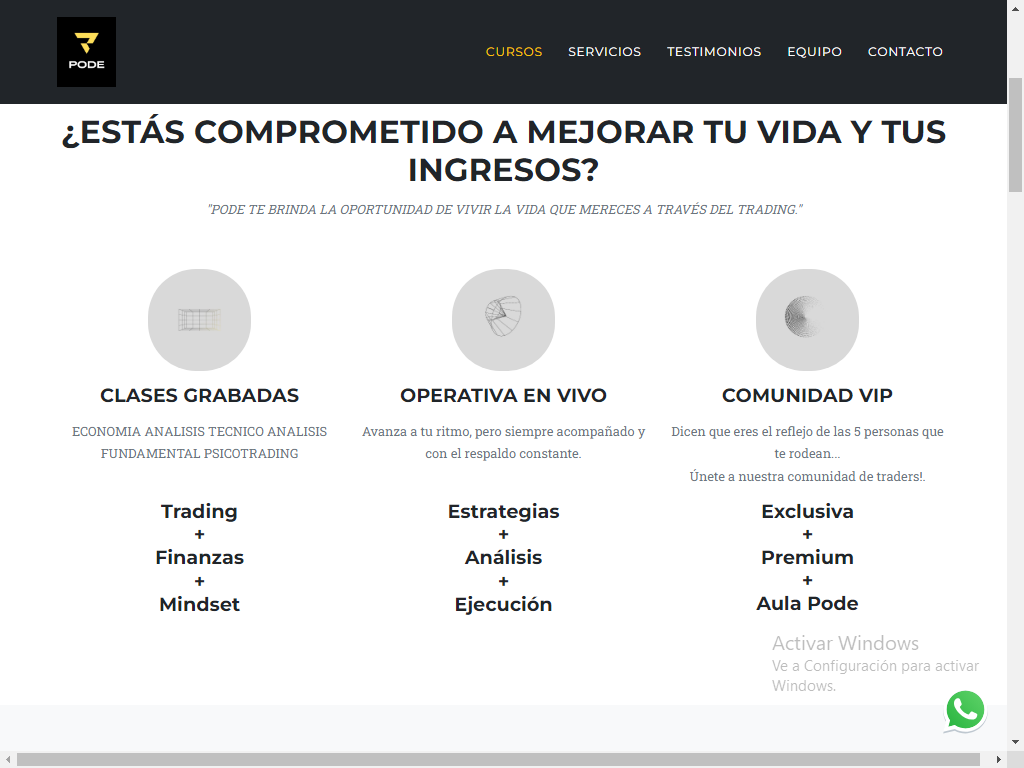 PODE
CURSOS SERVICIOS TESTIMONIOS EQUIPO CONTACTO
¿ESTÁS COMPROMETIDO A MEJORAR TU VIDA Y TUS
INGRESOS?
"PODE TE BRINDA LA OPORTUNIDAD DE VIVIR LA VIDA QUE MERECES A TRAVÉS DEL TRADING."
CLASES GRABADAS
ECONOMIA ANALISIS TECNICO ANALISIS
FUNDAMENTAL PSICOTRADING
Trading
+
Finanzas
+
Mindset
OPERATIVA EN VIVO
Avanza a tu ritmo, pero siempre acompañado y
con el respaldo constante.
Estrategias
+
Análisis
+
Ejecución
COMUNIDAD VIP
Dicen que eres el reflejo de las 5 personas que
te rodean...
Únete a nuestra comunidad de traders!.
Exclusiva
+
Premium
+
Aula Pode
Activar Windows
Ve a Configuración para activar
Windows.